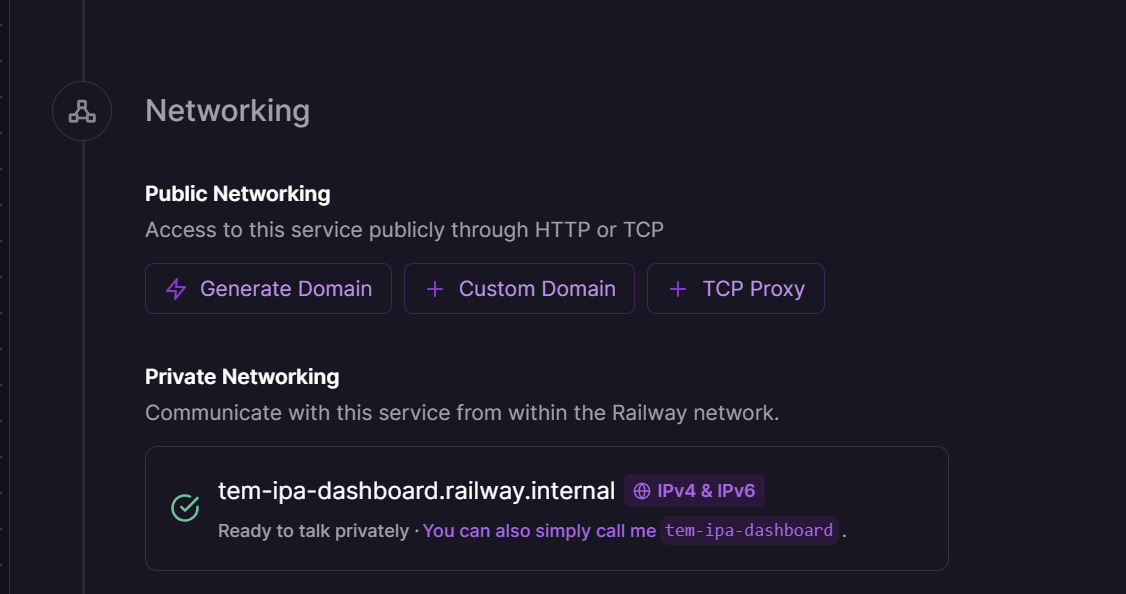 Networking
Public Networking
Access to this service publicly through HTTP or TCP
Generate Domain
Custom Domain
TCP Proxy
Private Networking
Communicate with this service from within the Railway network.
tem-ipa-dashboard.railway.internal IPv4 & IPv6
Ready to talk privately · You can also simply call me tem-ipa-dashboard .